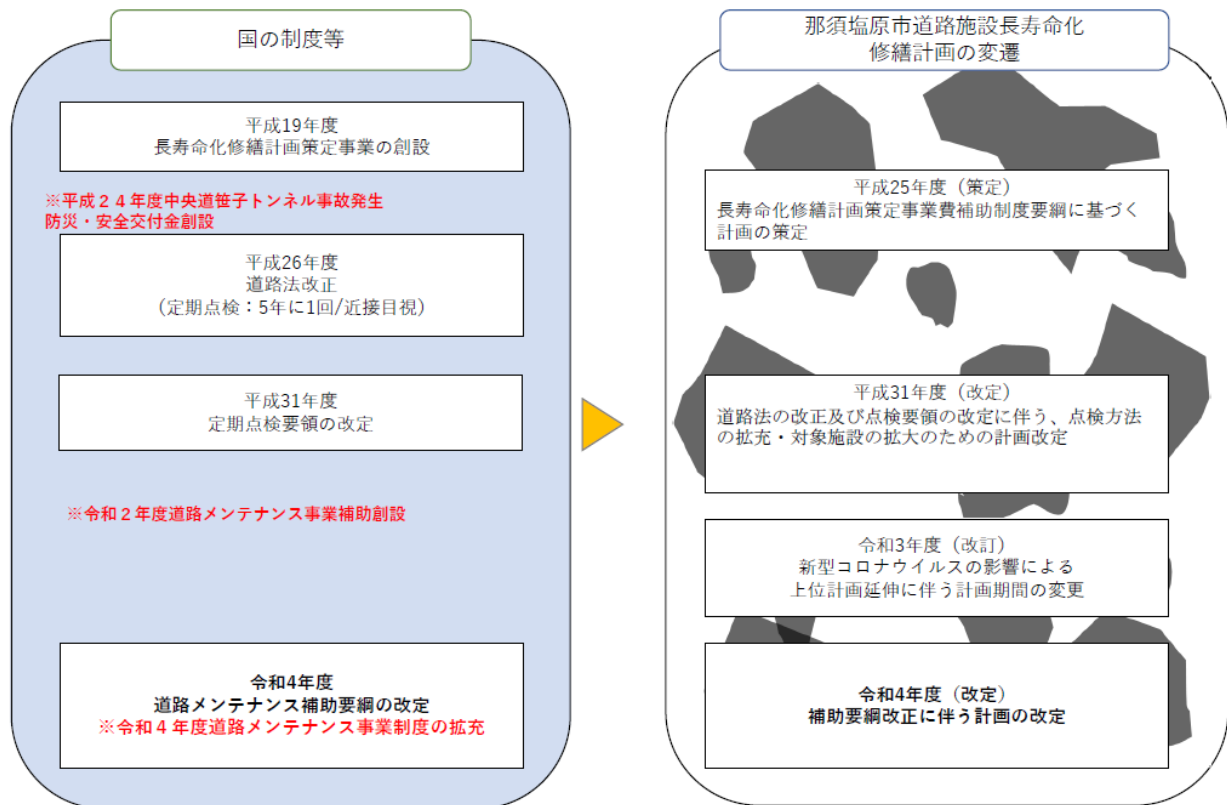 国の制度等
平成19年度
長寿命化修繕計画策定事業の創設
※平成２４年度中央道笹子トンネル事故発生
防災・安全交付金創設
平成26年度
道路法改正
（定期点検：5年に1回/近接目視）
平成31年度
定期点検要領の改定
※令和２年度道路メンテナンス事業補助創設
令和4年度
道路メンテナンス補助要綱の改定
※令和４年度道路メンテナンス事業制度の拡充
那須塩原市道路施設長寿命化
修繕計画の変遷
平成25年度（策定）
長寿命化修繕計画策定事業費補助制度要綱に基づく
計画の策定
平成31年度（改定）
道路法の改正及び点検要領の改定に伴う、点検方法
の拡充・対象施設の拡大のための計画改定
令和3年度（改訂）
新型コロナウイルスの影響による
上位計画延伸に伴う計画期間の変更
令和4年度（改定）
補助要綱改正に伴う計画の改定